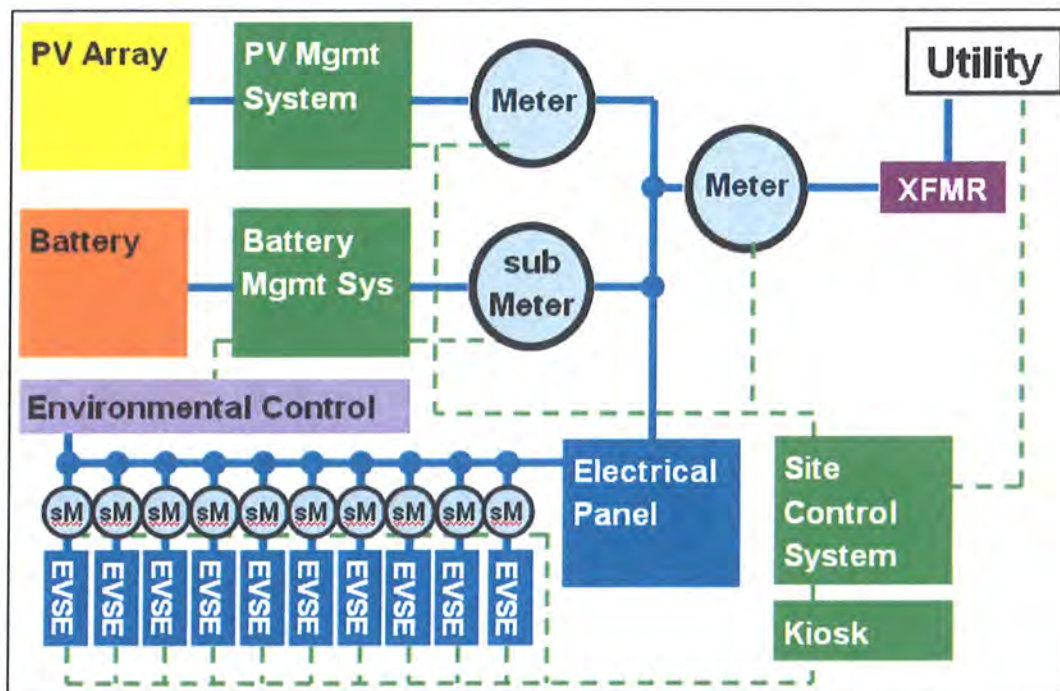 PV Array
PV Mgmt
System
Meter
Utility
Meter
XFMR
Battery
Battery
Mgmt Sys
sub
Meter
Environmental Control
Electrical
Panel
Site
Control
System
sM sM sM sM sM sM sM sM sM sM
EVSE EVSE EVSE EVSE EVSE EVSE EVSE EVSE EVSE EVSE
Kiosk